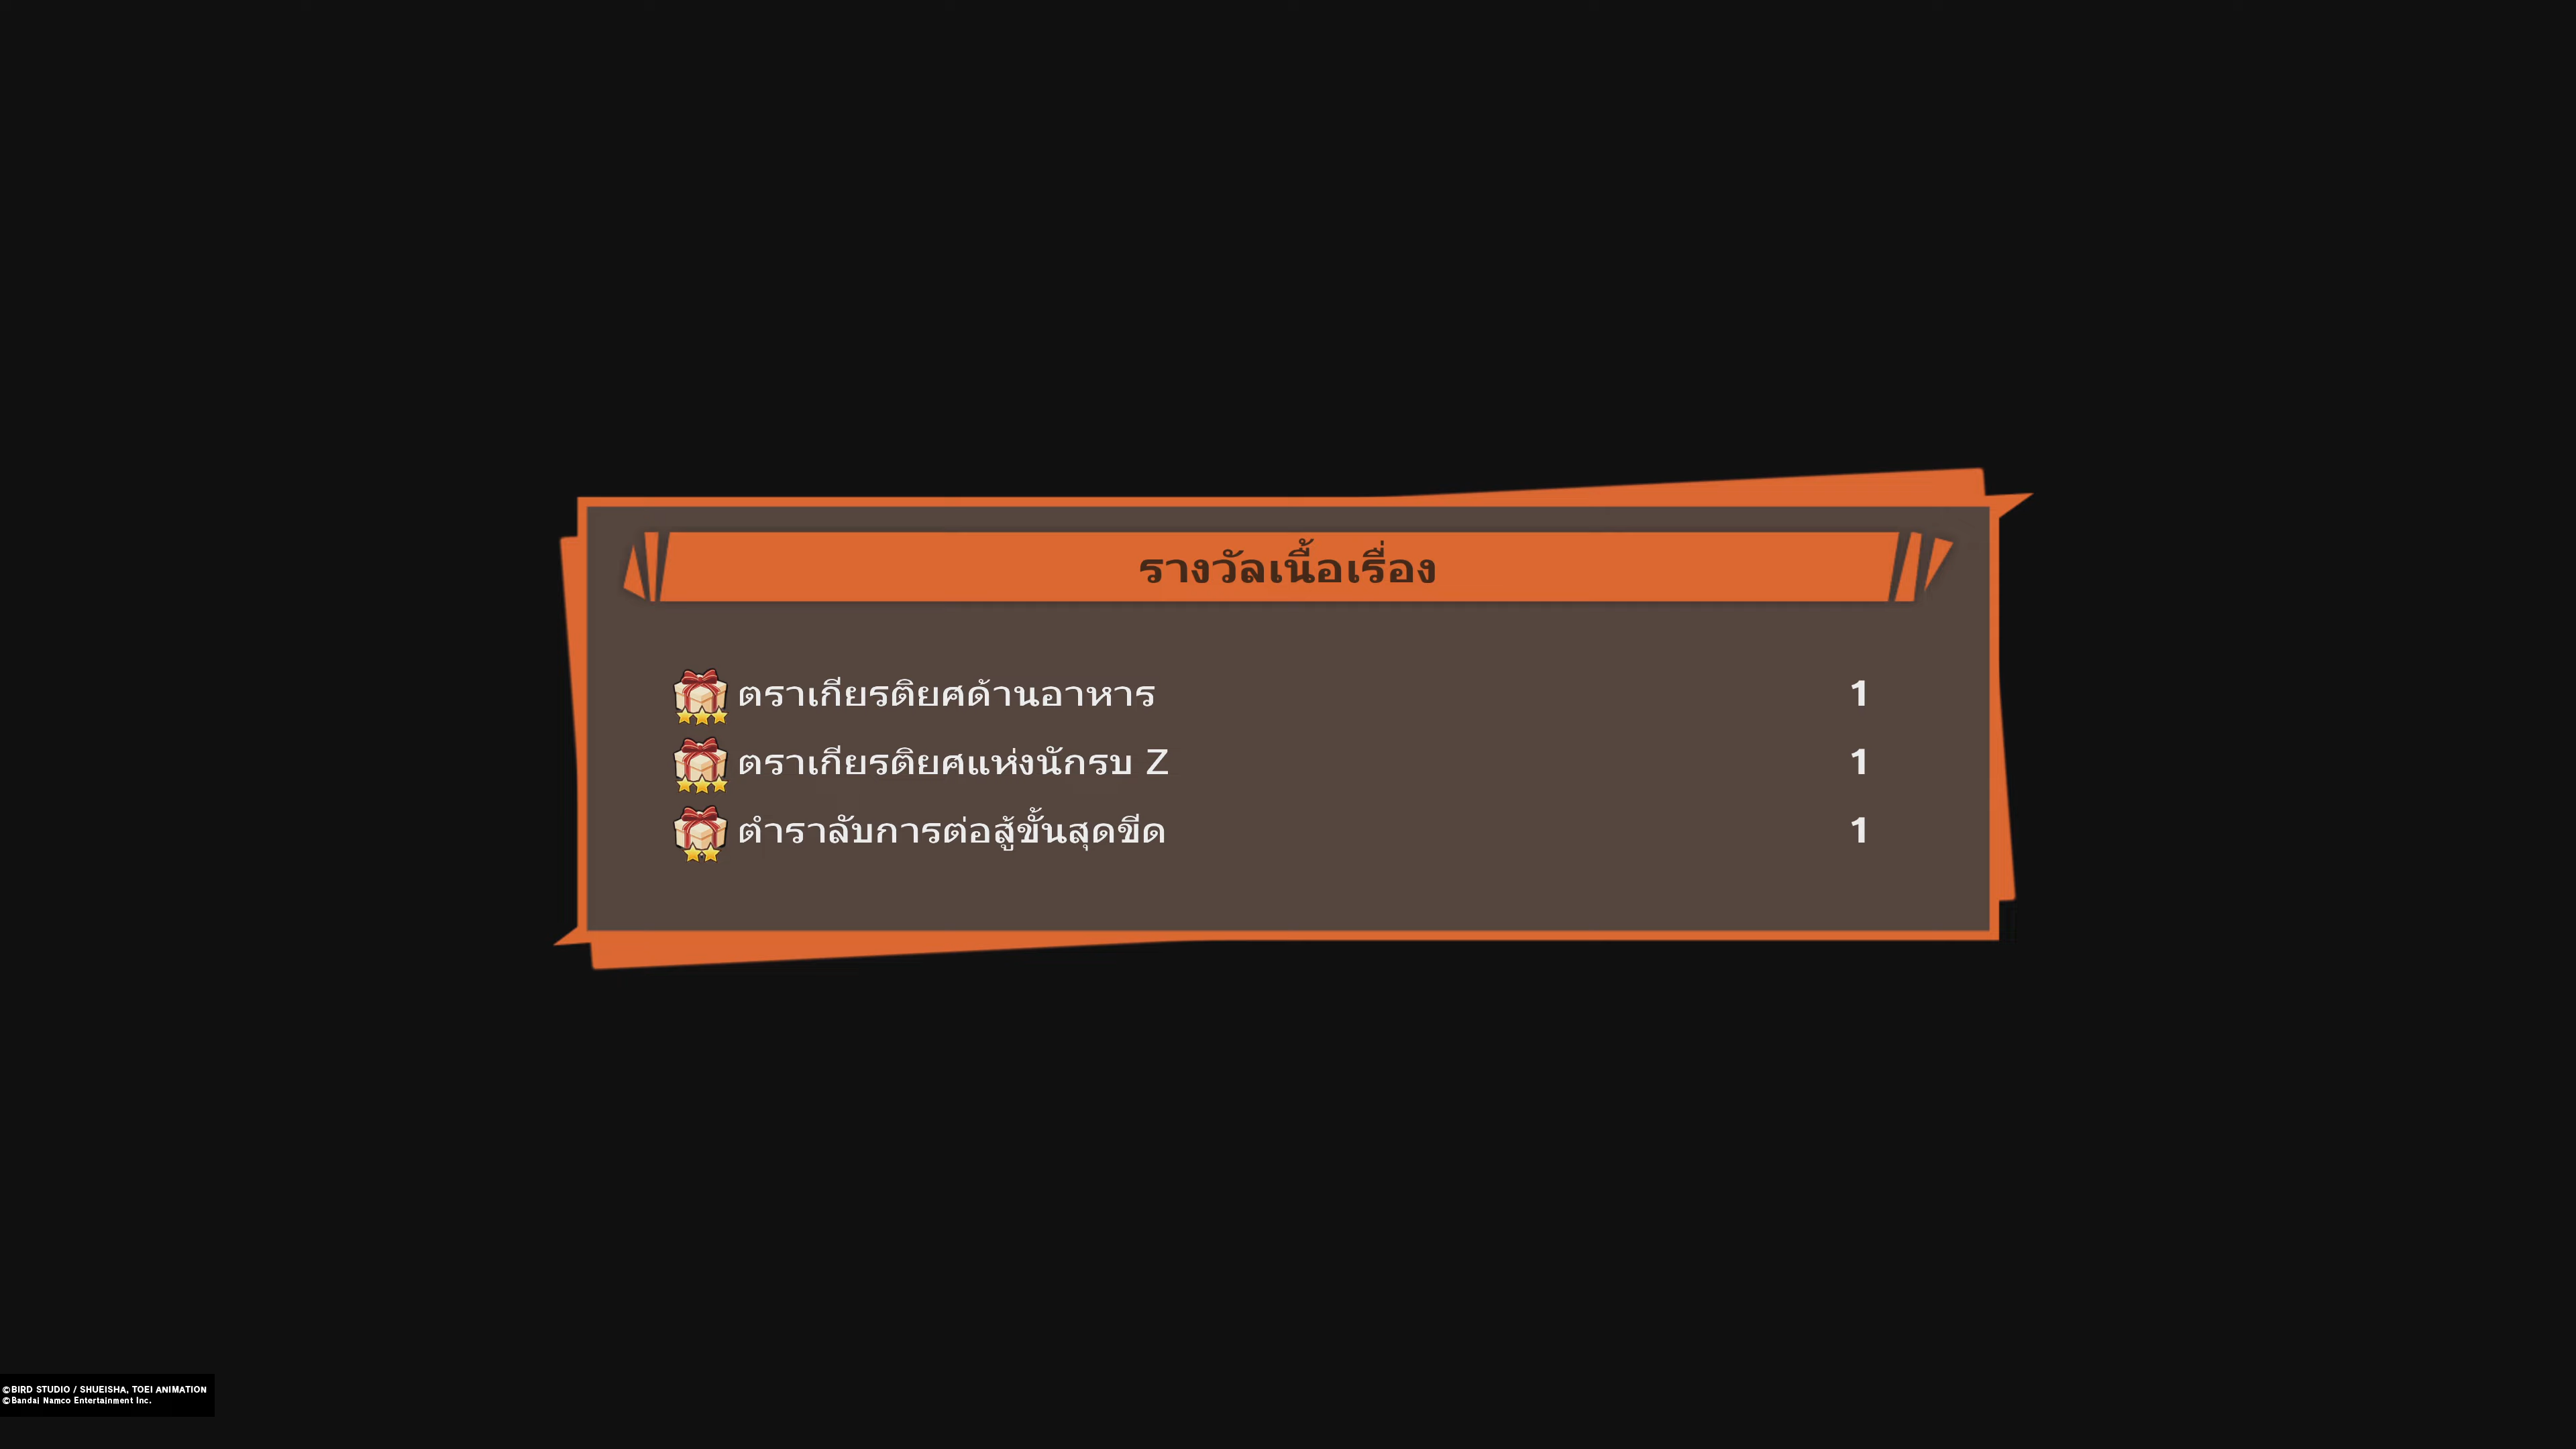 รางวัลเนื้อเรื่อง
ตราเกียรติยศด้านอาหาร 1
ตราเกียรติยศแห่งนักรบ Z 1
ตำราลับการต่อสู้ขั้นสุดขีด 1
©BIRD STUDIO / SHUEISHA, TOEI ANIMATION
©Bandai Namco Entertainment Inc.